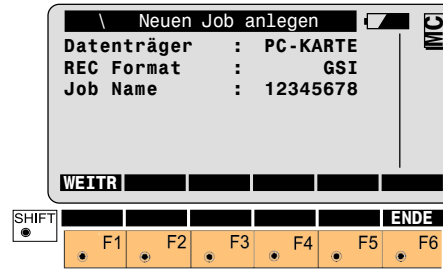 \ Neuen Job anlegen MC
Datenträger : PC-KARTE
REC Format : GSI
Job Name : 12345678
WEITR
SHIFT ENDE
F1 F2 F3 F4 F5 F6